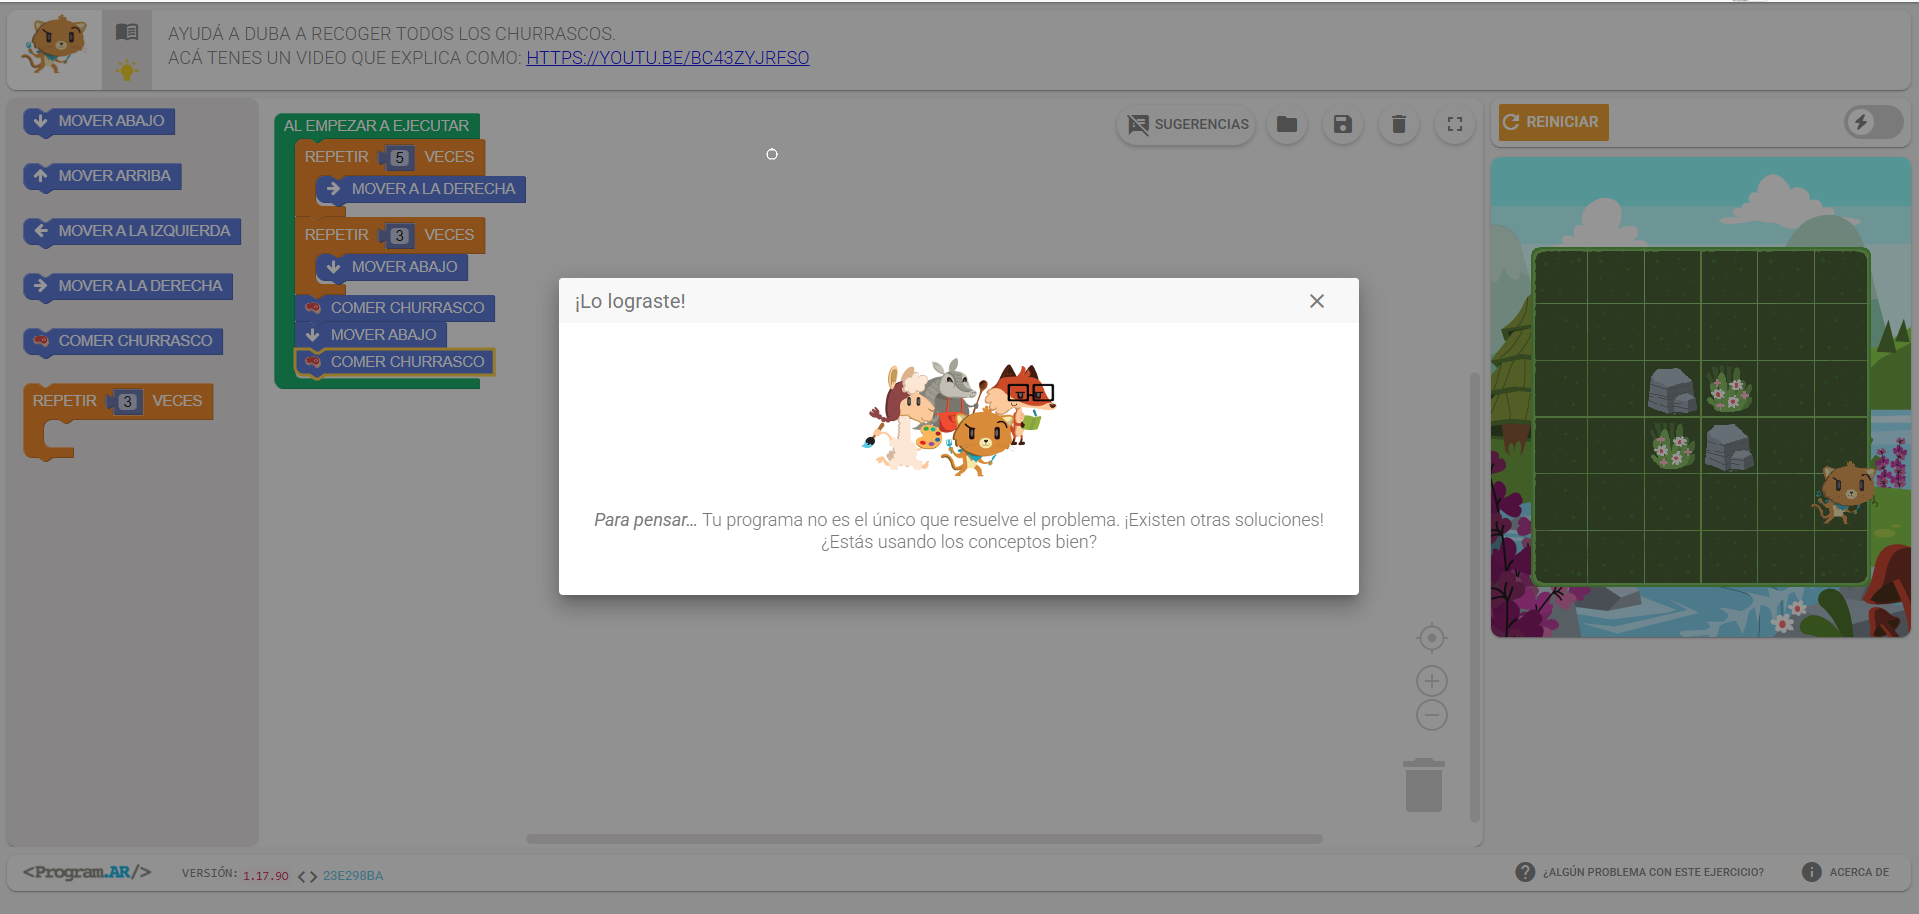 AYUDÁ A DUBA A RECOGER TODOS LOS CHURRASCOS.
ACÁ TENES UN VIDEO QUE EXPLICA COMO: HTTPS://YOUTU.BE/BC43ZYJRFSO
MOVER ABAJO
MOVER ARRIBA
MOVER A LA IZQUIERDA
MOVER A LA DERECHA
COMER CHURRASCO
REPETIR 3 VECES
AL EMPEZAR A EJECUTAR
REPETIR 5 VECES
MOVER A LA DERECHA
REPETIR 3 VECES
MOVER ABAJO
COMER CHURRASCO
MOVER ABAJO
COMER CHURRASCO
SUGERENCIAS
REINICIAR
¡Lo lograste!
Para pensar... Tu programa no es el único que resuelve el problema. ¡Existen otras soluciones!
¿Estás usando los conceptos bien?
<Program.AR/>
VERSIÓN: 1.17.90 <> 23E298BA
¿ALGÚN PROBLEMA CON ESTE EJERCICIO?
ACERCA DE